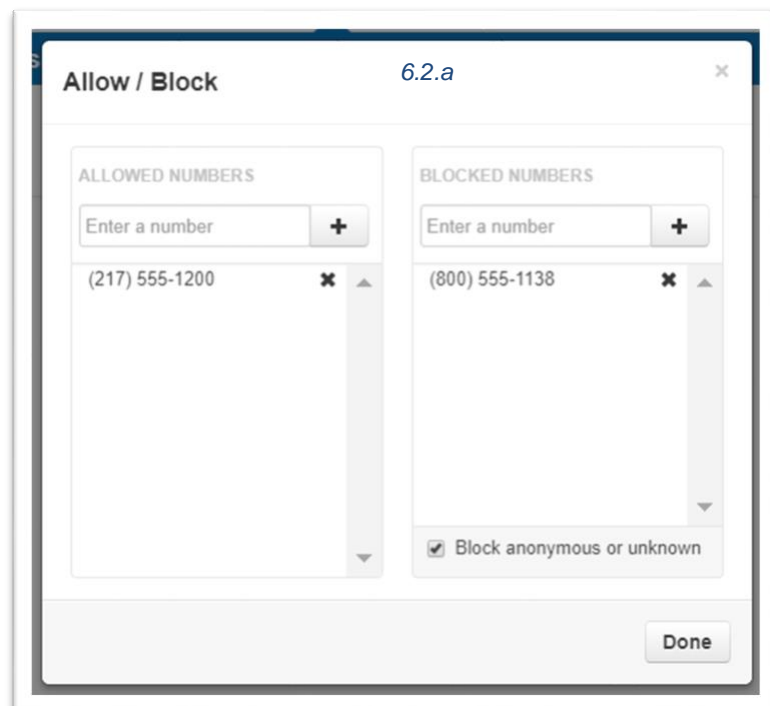 s
Allow / Block
6.2.a
×
ALLOWED NUMBERS
Enter a number
+
(217) 555-1200
✖
BLOCKED NUMBERS
Enter a number
+
(800) 555-1138
✖
Block anonymous or unknown
Done